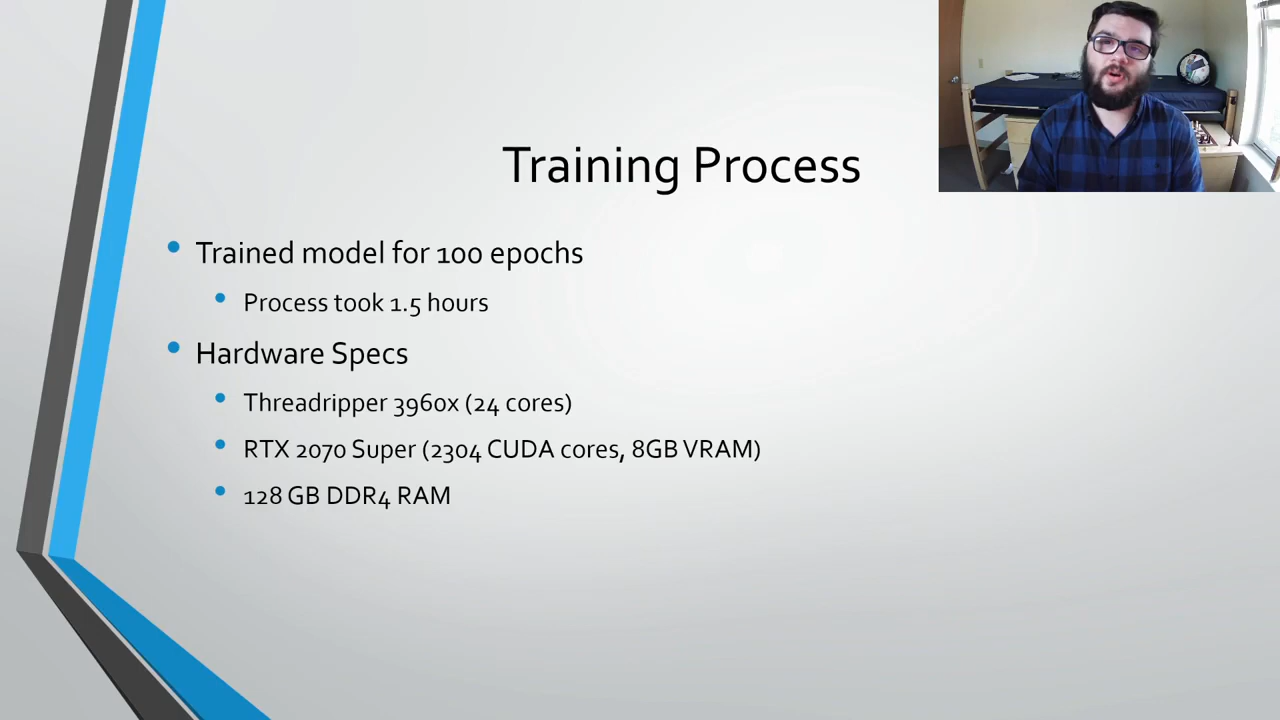 Training Process
Trained model for 100 epochs
Process took 1.5 hours
Hardware Specs
Threadripper 3960x (24 cores)
RTX 2070 Super (2304 CUDA cores, 8GB VRAM)
128 GB DDR4 RAM